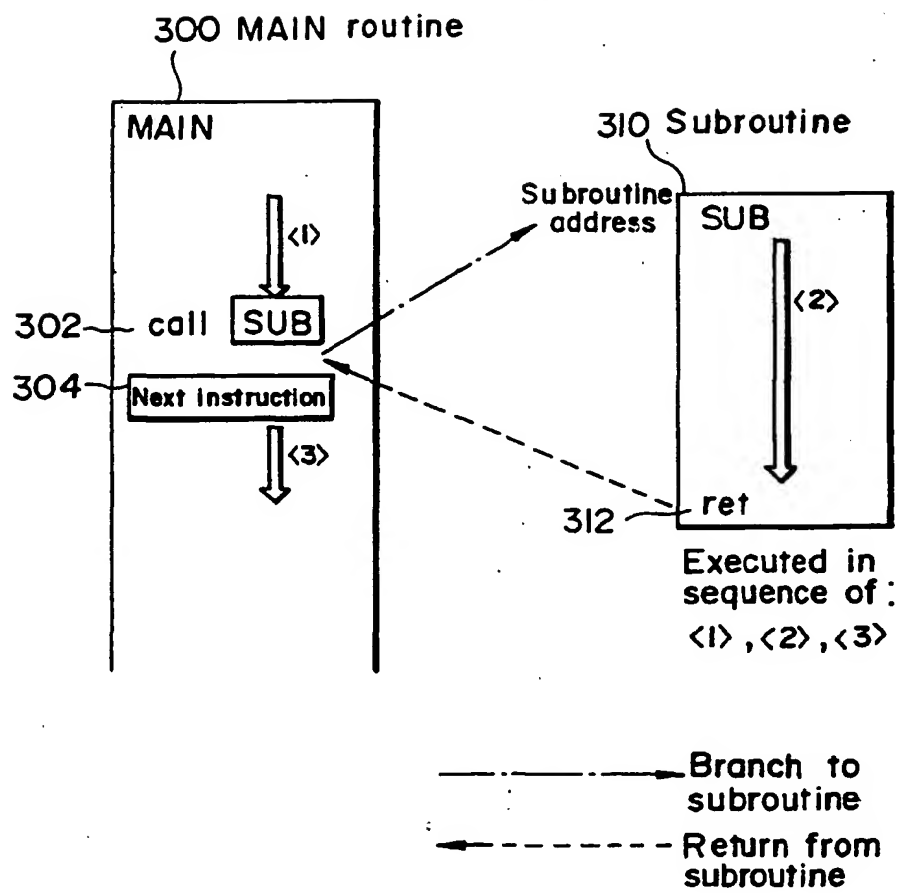 300 MAIN routine
MAIN
310 Subroutine
Subroutine
address
SUB
<1>
<2>
302 call SUB
304 Next instruction
<3>
312 ret
Executed in
sequence of :
<1> , <2> , <3>
Branch to
subroutine
Return from
subroutine